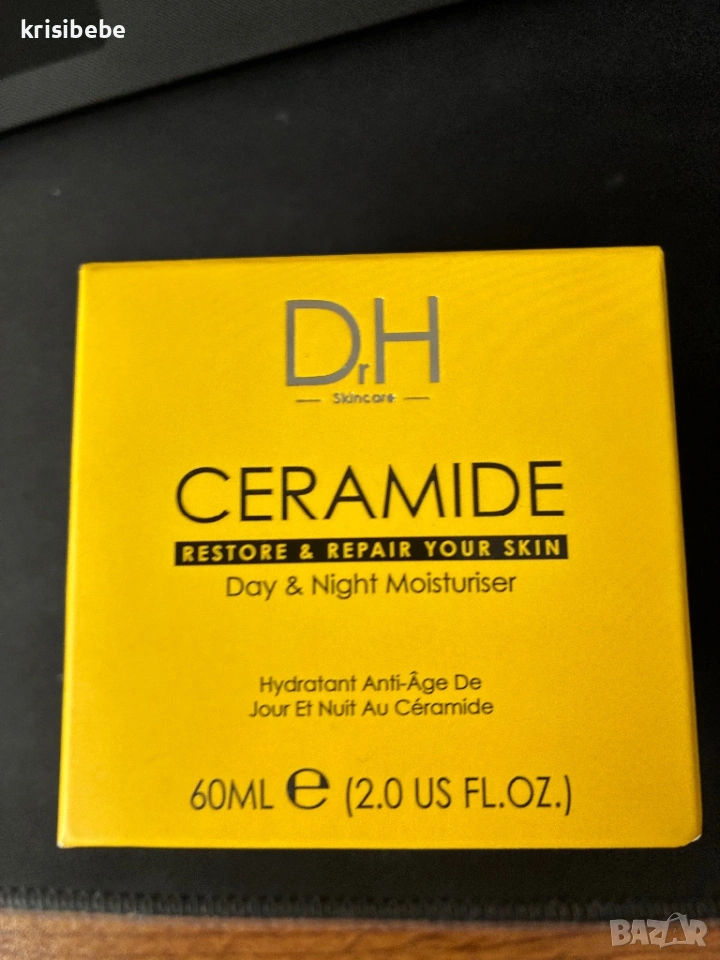 krisibebe
DrH
Skincare
CERAMIDE
RESTORE & REPAIR YOUR SKIN
Day & Night Moisturiser
Hydratant Anti-Âge De
Jour Et Nuit Au Céramide
60ML e (2.0 US FL.OZ.)
BAZAR